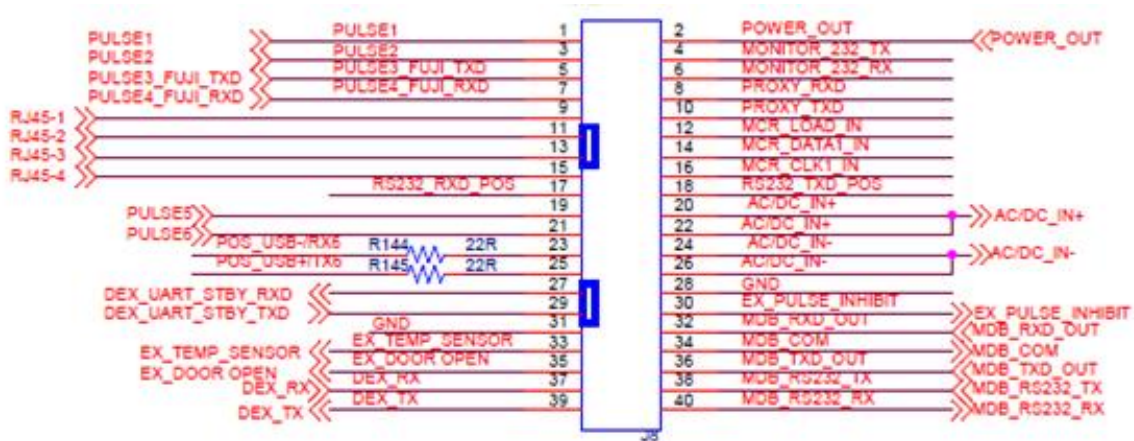 PULSE1 PULSE1 1 2 POWER_OUT POWER_OUT
PULSE2 PULSE2 3 4 MONITOR_232_TX
PULSE3_FUJI_TXD PULSE3_FUJI_TXD 5 6 MONITOR_232_RX
PULSE4_FUJI_RXD PULSE4_FUJI_RXD 7 8 PROXY_RXD
RJ45-1 9 10 PROXY_TXD
RJ45-2 11 12 MCR_LOAD_IN
RJ45-3 13 14 MCR_DATA1_IN
RJ45-4 15 16 MCR_CLK1_IN
RS232_RXD_POS 17 18 RS232_TXD_POS
PULSE5 19 20 AC/DC_IN+ AC/DC_IN+
PULSE6 21 22 AC/DC_IN+
POS_USB-/RX6 R144 22R 23 24 AC/DC_IN- AC/DC_IN-
POS_USB+/TX6 R145 22R 25 26 AC/DC_IN-
DEX_UART_STBY_RXD 27 28 GND
DEX_UART_STBY_TXD 29 30 EX_PULSE_INHIBIT EX_PULSE_INHIBIT
GND 31 32 MDB_RXD_OUT MDB_RXD_OUT
EX_TEMP_SENSOR EX_TEMP_SENSOR 33 34 MDB_COM MDB_COM
EX_DOOR OPEN EX_DOOR OPEN 35 36 MDB_TXD_OUT MDB_TXD_OUT
DEX_RX DEX_RX 37 38 MDB_RS232_TX MDB_RS232_TX
DEX_TX DEX_TX 39 40 MDB_RS232_RX MDB_RS232_RX
J8